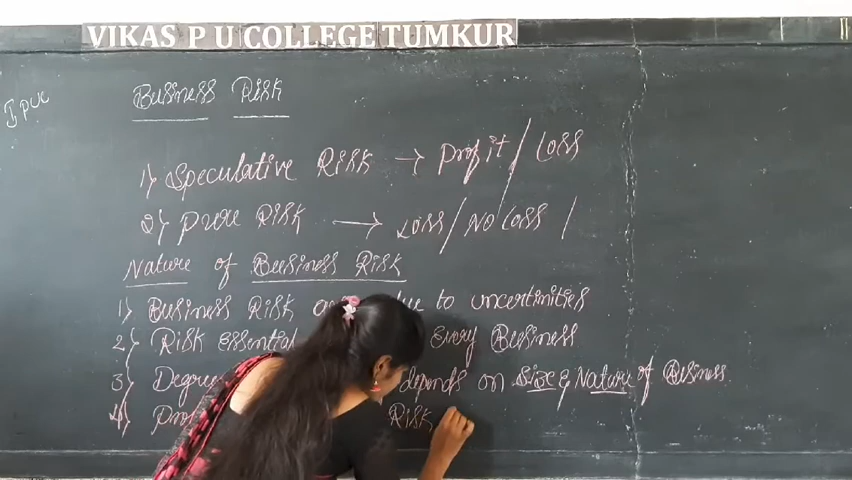 VIKAS P U COLLEGE TUMKUR
I PUC
Business Risk
1) Speculative Risk → Profit / Loss
2) Pure Risk → Loss / No Loss /
Nature of Business Risk
1) Business Risk due to uncertinities
2) Risk essential every Business
3) Degree depends on Size & Nature of Business
4) Risk